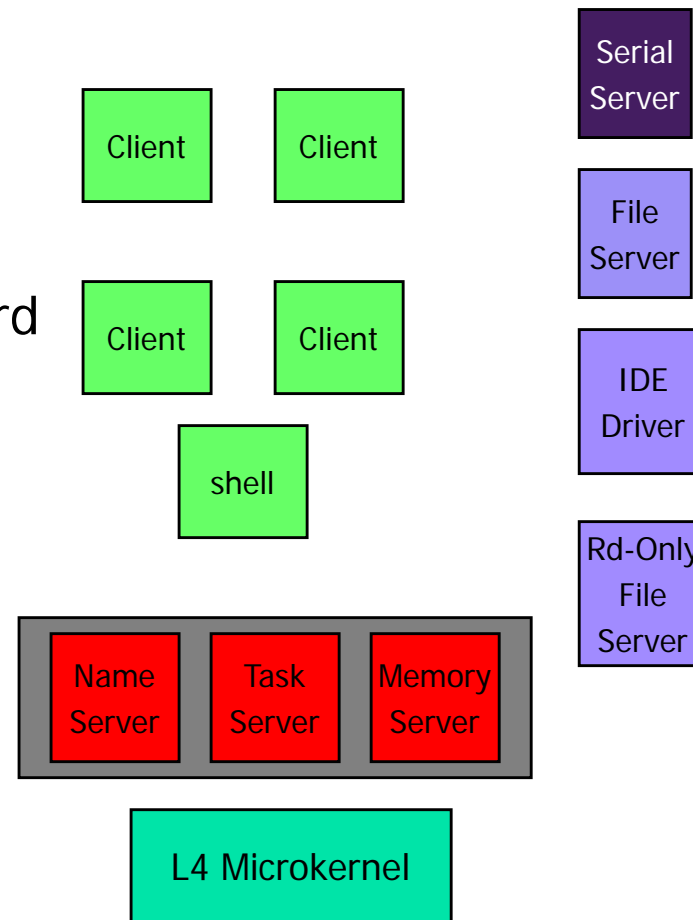 Serial
Server
Client
Client
File
Server
rd
Client
Client
IDE
Driver
shell
Rd-Only
File
Server
Name
Server
Task
Server
Memory
Server
L4 Microkernel